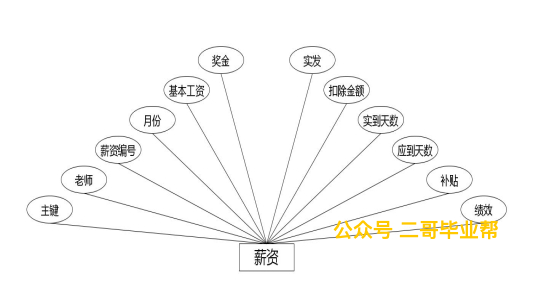 奖金
实发
基本工资
扣除金额
月份
实到天数
薪资编号
应到天数
老师
补贴
主键
绩效
公众号 二哥毕业帮
薪资